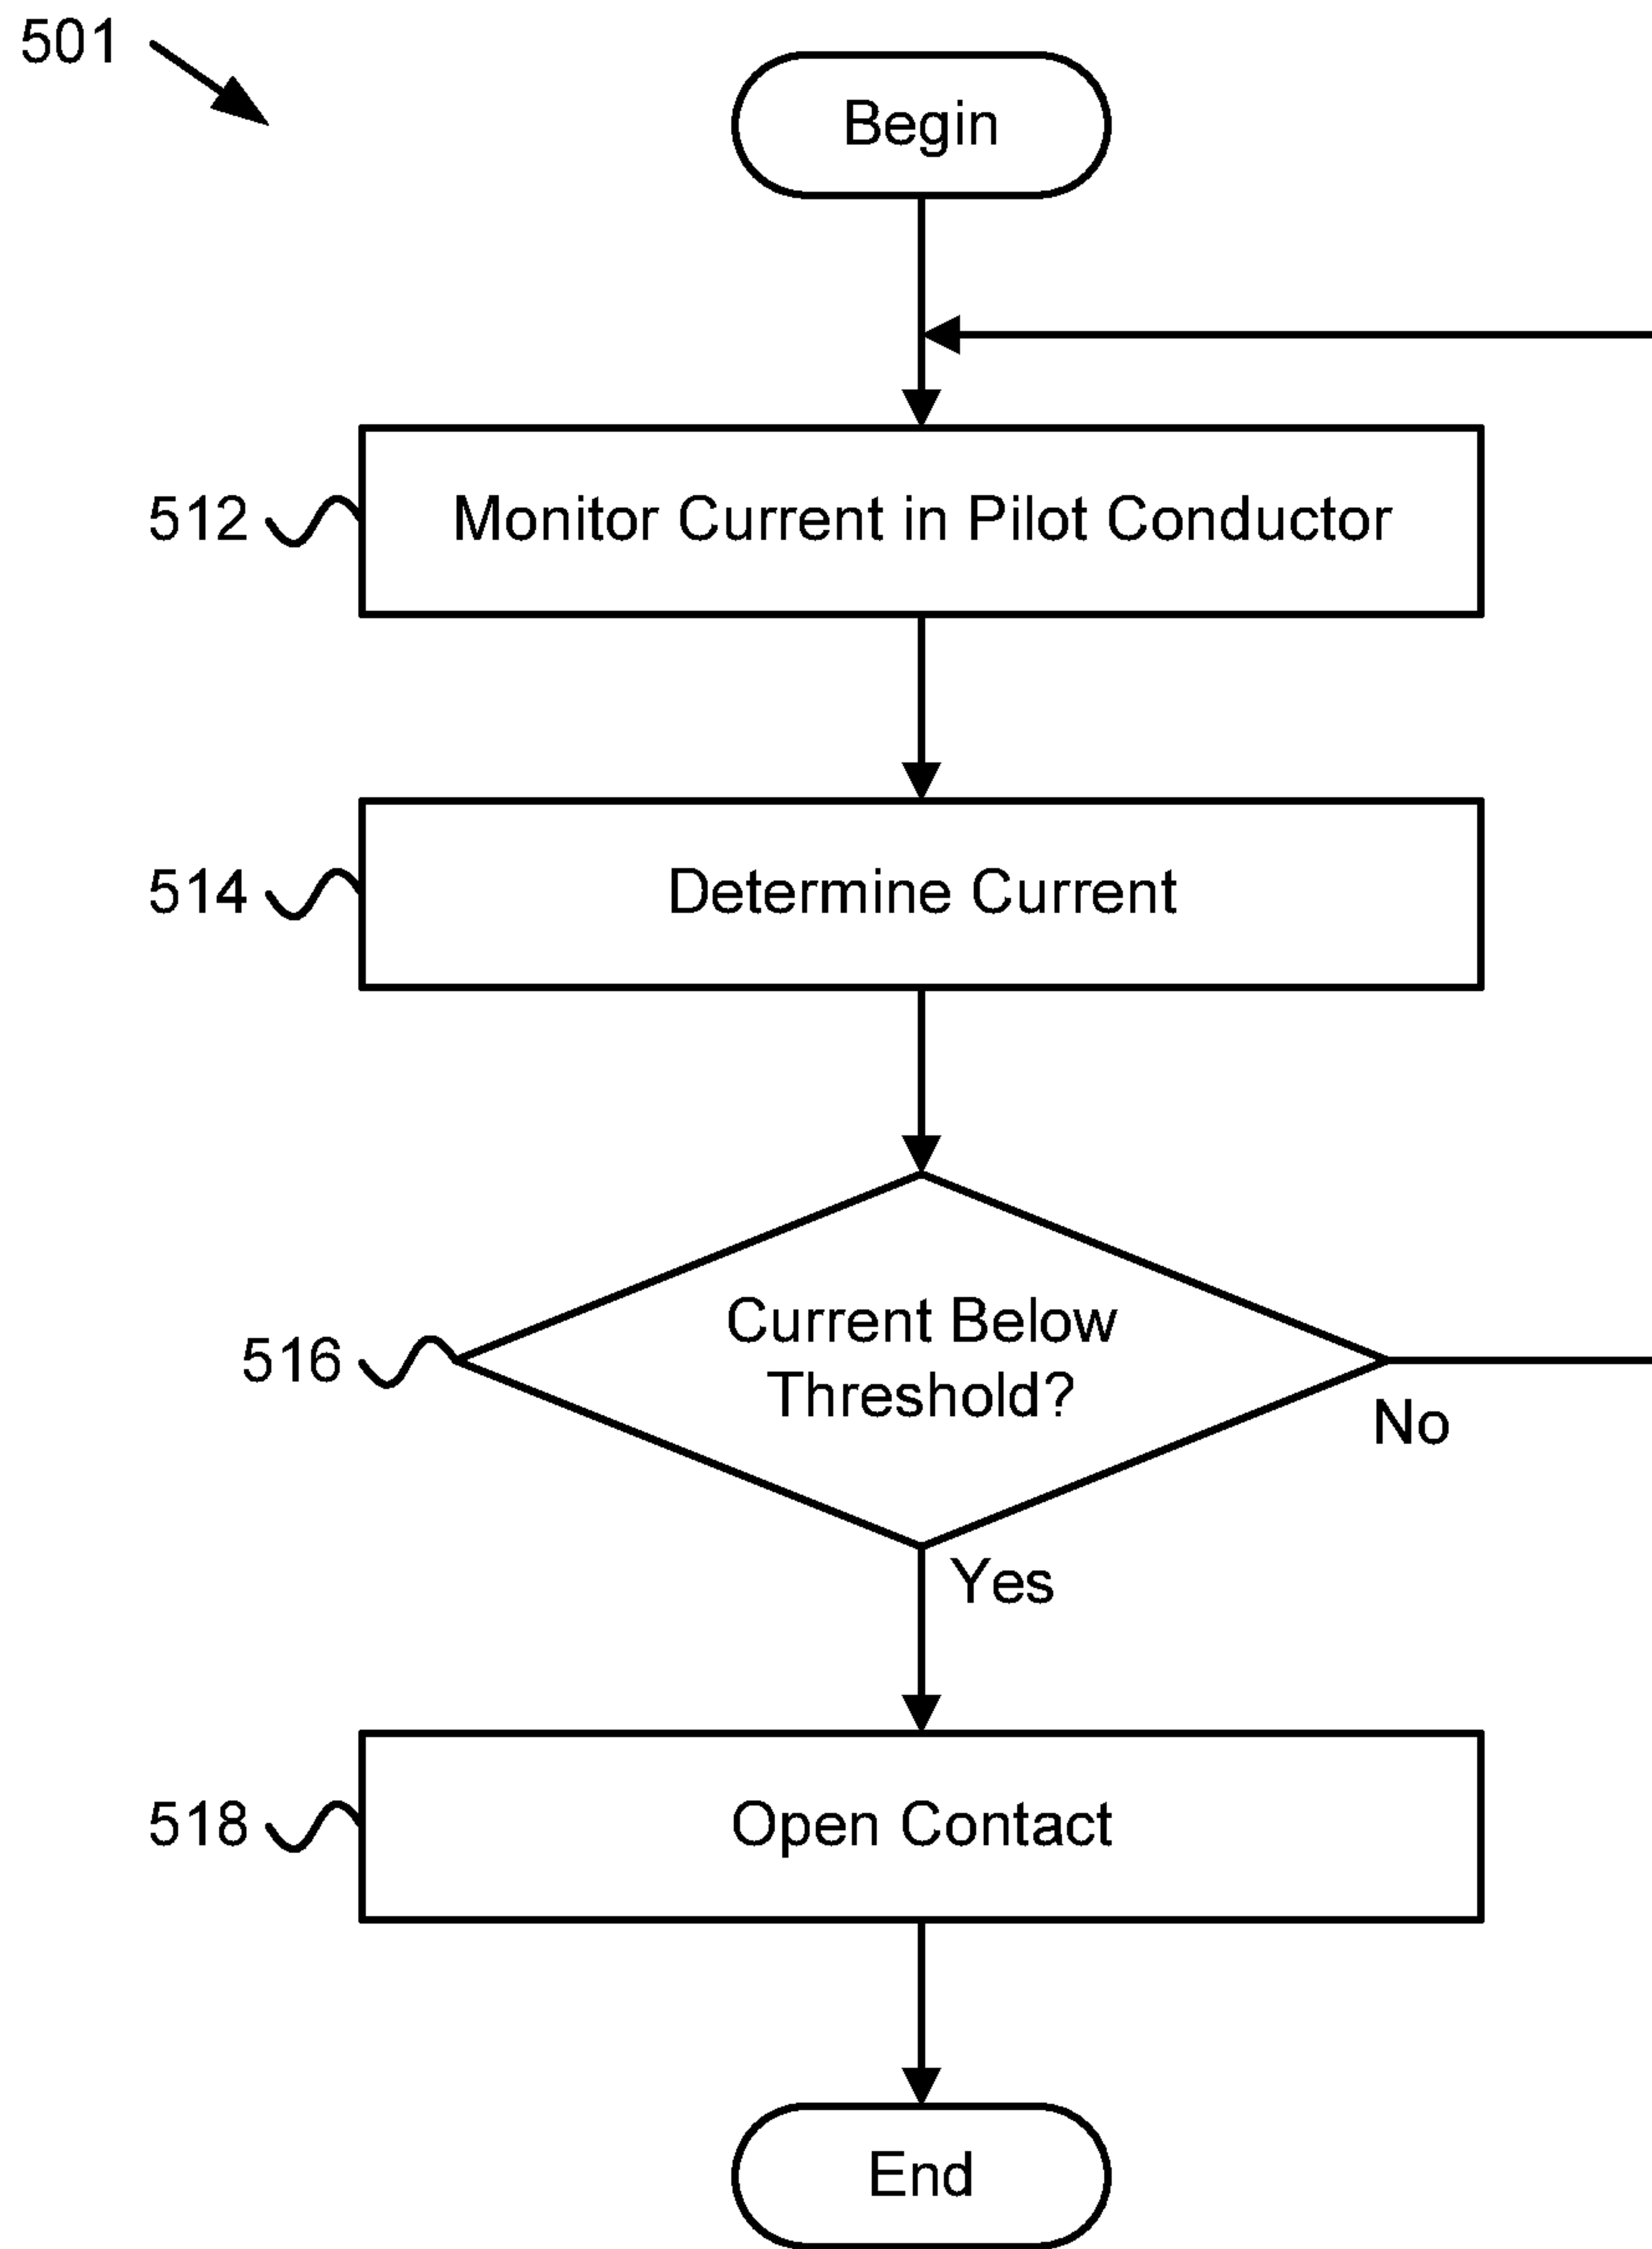 501
Begin
512
Monitor Current in Pilot Conductor
514
Determine Current
516
Current Below
Threshold?
No
Yes
518
Open Contact
End